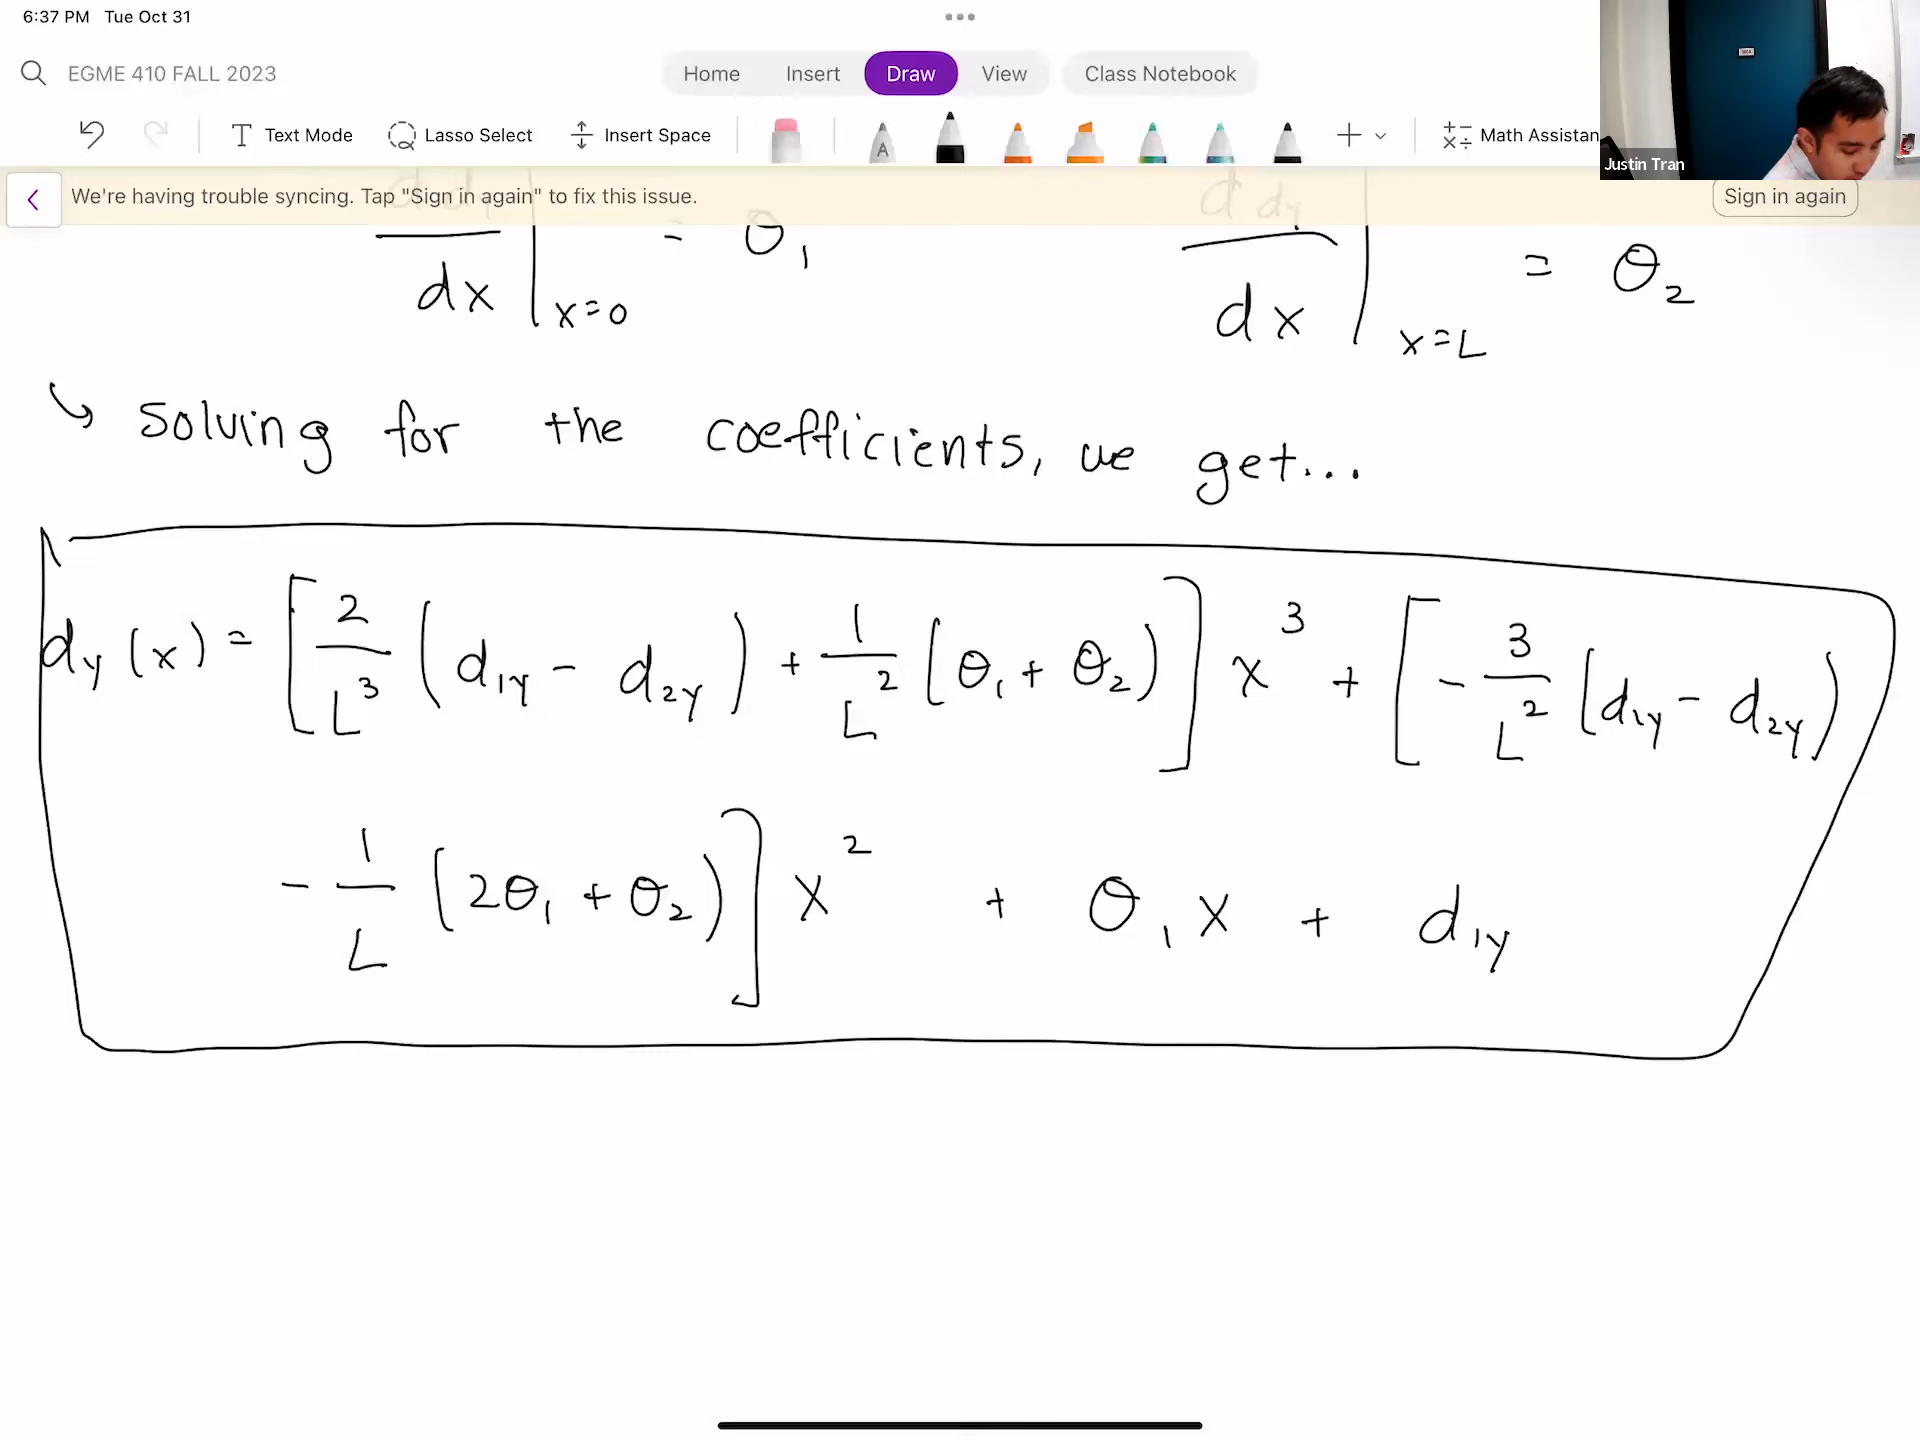 6:37 PM Tue Oct 31
EGME 410 FALL 2023
Home Insert Draw View Class Notebook
Text Mode Lasso Select Insert Space A Math Assistan
Justin Tran
We're having trouble syncing. Tap "Sign in again" to fix this issue. Sign in again
d d / dx | x=0 = θ₁
d dy / dx | x=L = θ₂
↳ solving for the coefficients, we get...
dy (x) = [ 2/L³ (d₁y - d₂y) + 1/L² (θ₁ + θ₂) ] x³ + [ - 3/L² (d₁y - d₂y)
- 1/L (2θ₁ + θ₂) ] x² + θ₁x + d₁y